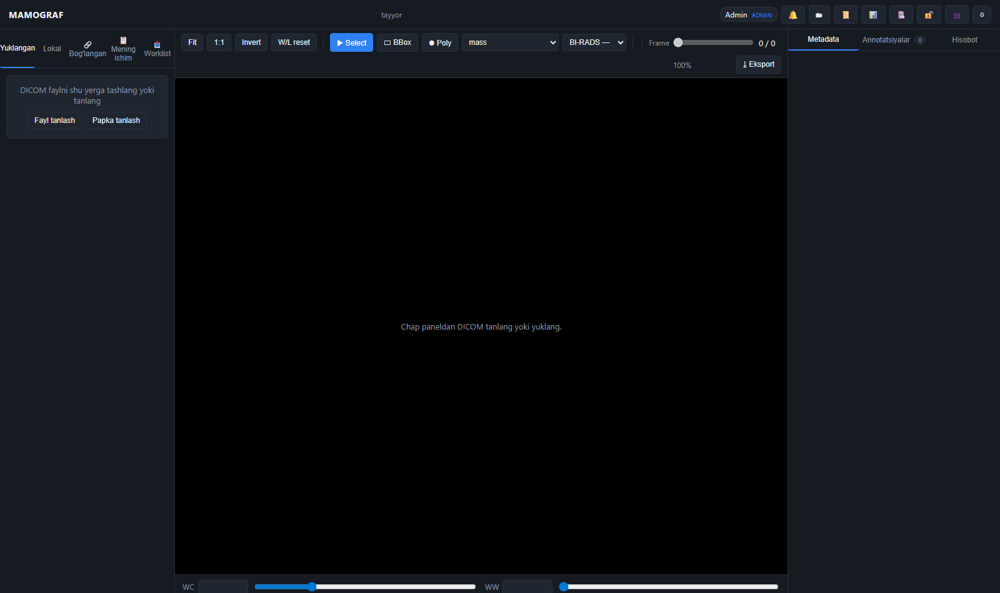 MAMOGRAF
tayyor
Admin ADMIN
Yuklangan
Lokal
Bog'langan
Mening
ishim
Worklist
Fit
1:1
Invert
W/L reset
Select
BBox
Poly
mass
BI-RADS —
Frame
0 / 0
100%
Eksport
Metadata
Annotatsiyalar 0
Hisobot
DICOM faylni shu yerga tashlang yoki
tanlang
Fayl tanlash
Papka tanlash
Chap paneldan DICOM tanlang yoki yuklang.
WC
WW